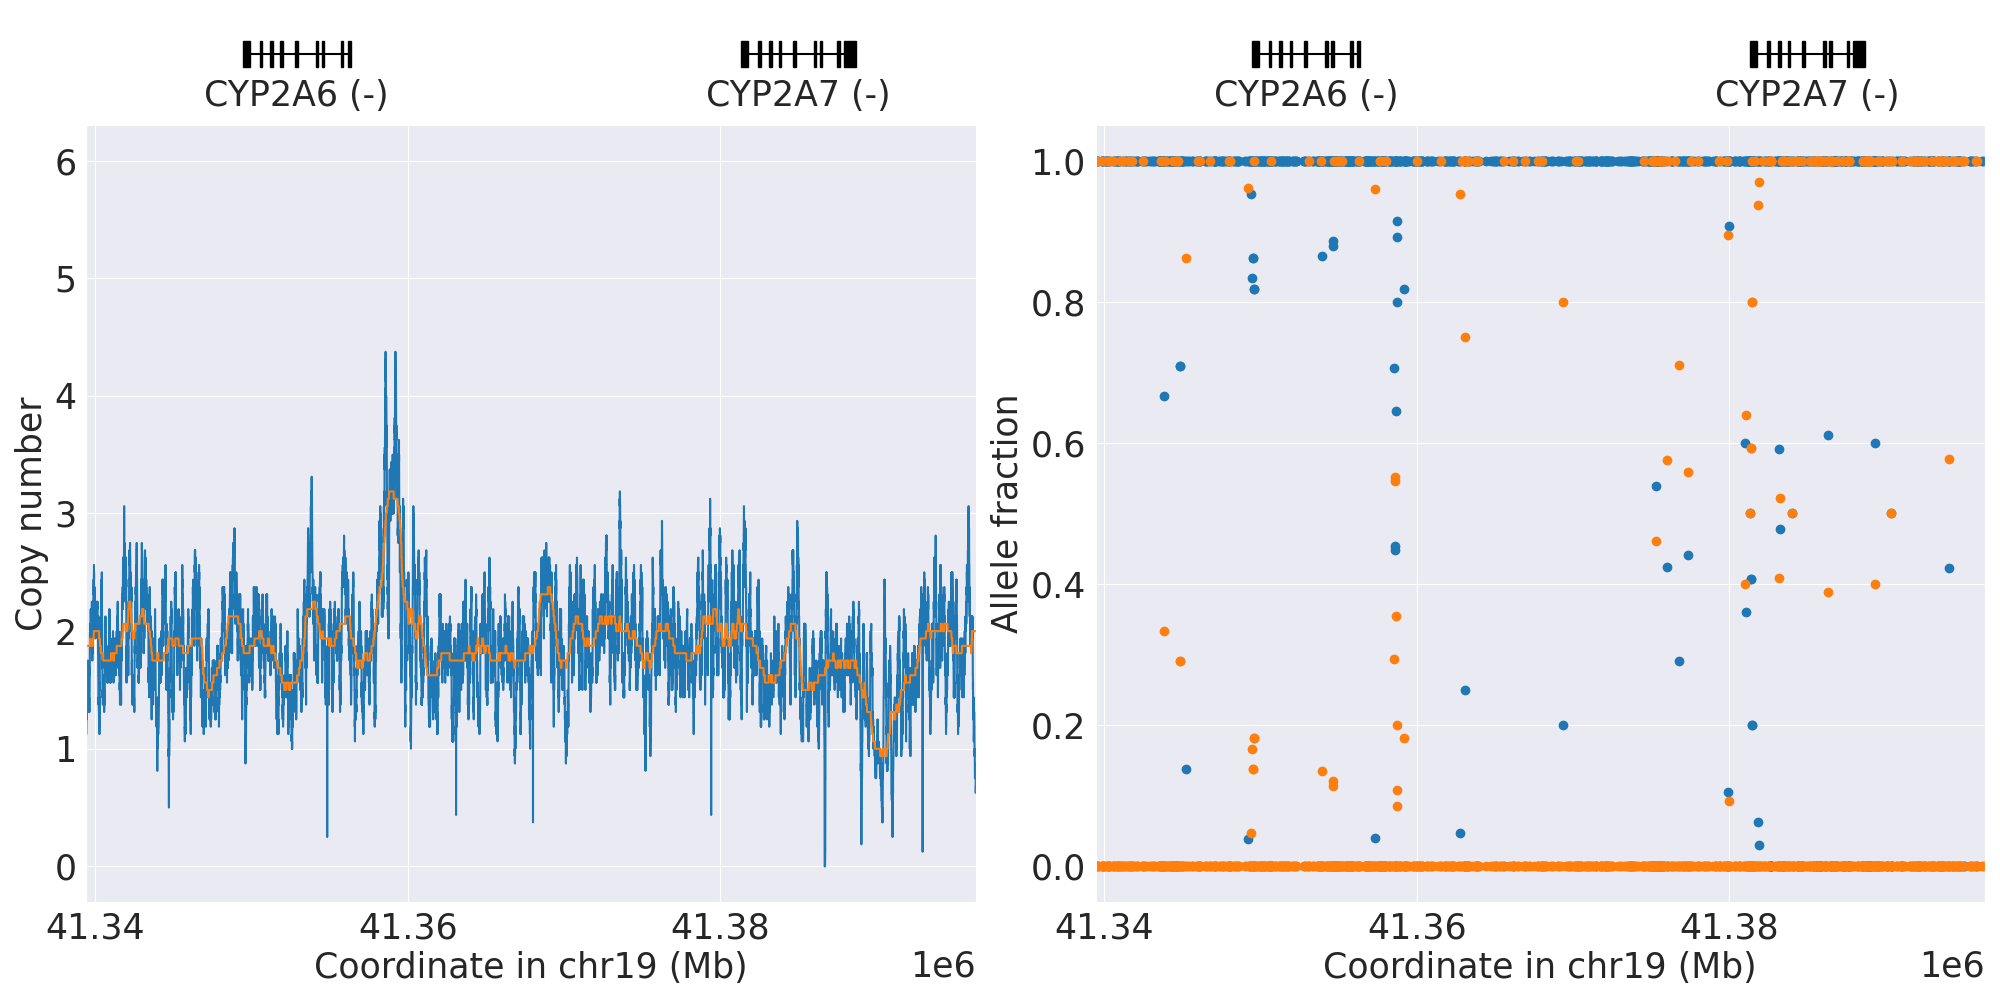 CYP2A6 (-)
CYP2A7 (-)
6
5
4
3
2
1
0
Copy number
41.34
41.36
41.38
Coordinate in chr19 (Mb)
1e6
CYP2A6 (-)
CYP2A7 (-)
1.0
0.8
0.6
0.4
0.2
0.0
Allele fraction
41.34
41.36
41.38
Coordinate in chr19 (Mb)
1e6